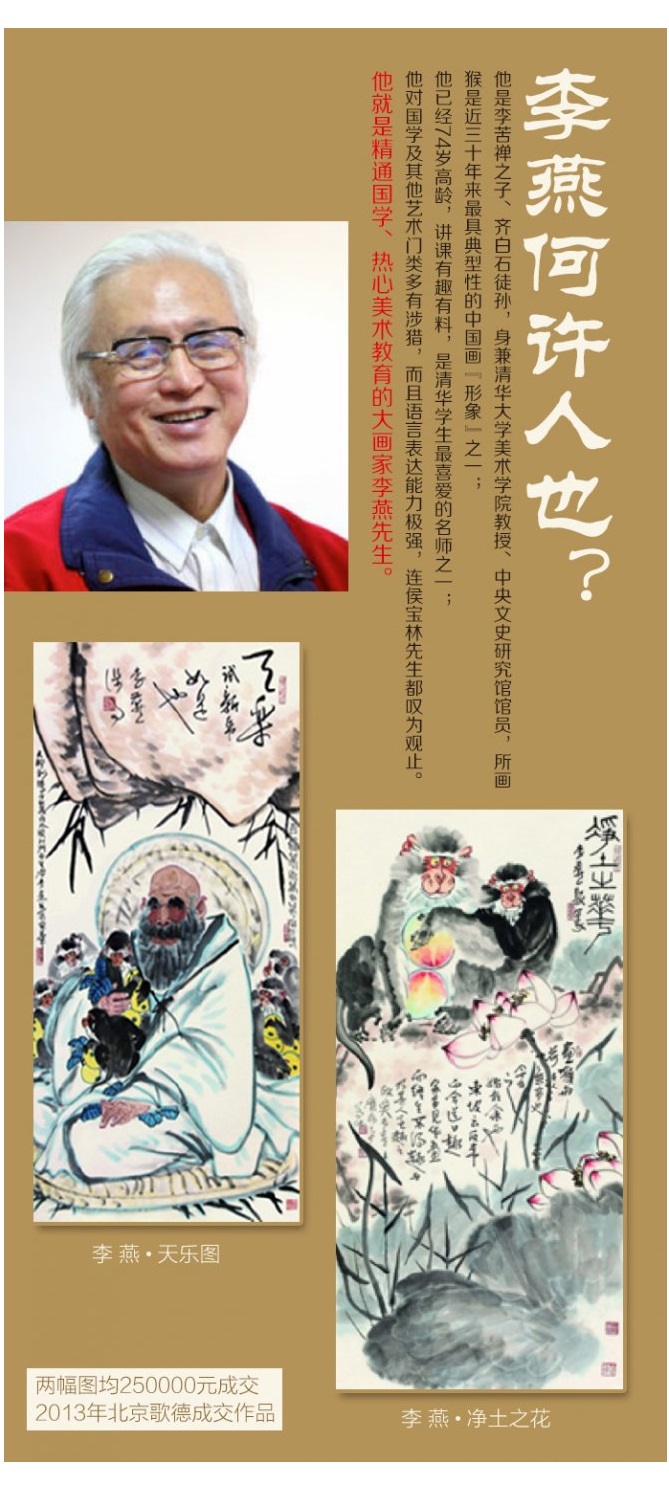 李燕何许人也?
他是李苦禅之子、齐白石徒孙，身兼清华大学美术学院教授、中央文史研究馆馆员，所画
猴是近三十年来最具典型性的中国画『形象』之一；
他已经74岁高龄，讲课有趣有料，是清华学生最喜爱的名师之一；
他对国学及其他艺术门类多有涉猎，而且语言表达能力极强，连侯宝林先生都叹为观止。
他就是精通国学、热心美术教育的大画家李燕先生。
天乐
如是
李燕
李燕·天乐图
净土之华
李燕·净土之花
两幅图均250000元成交
2013年北京歌德成交作品